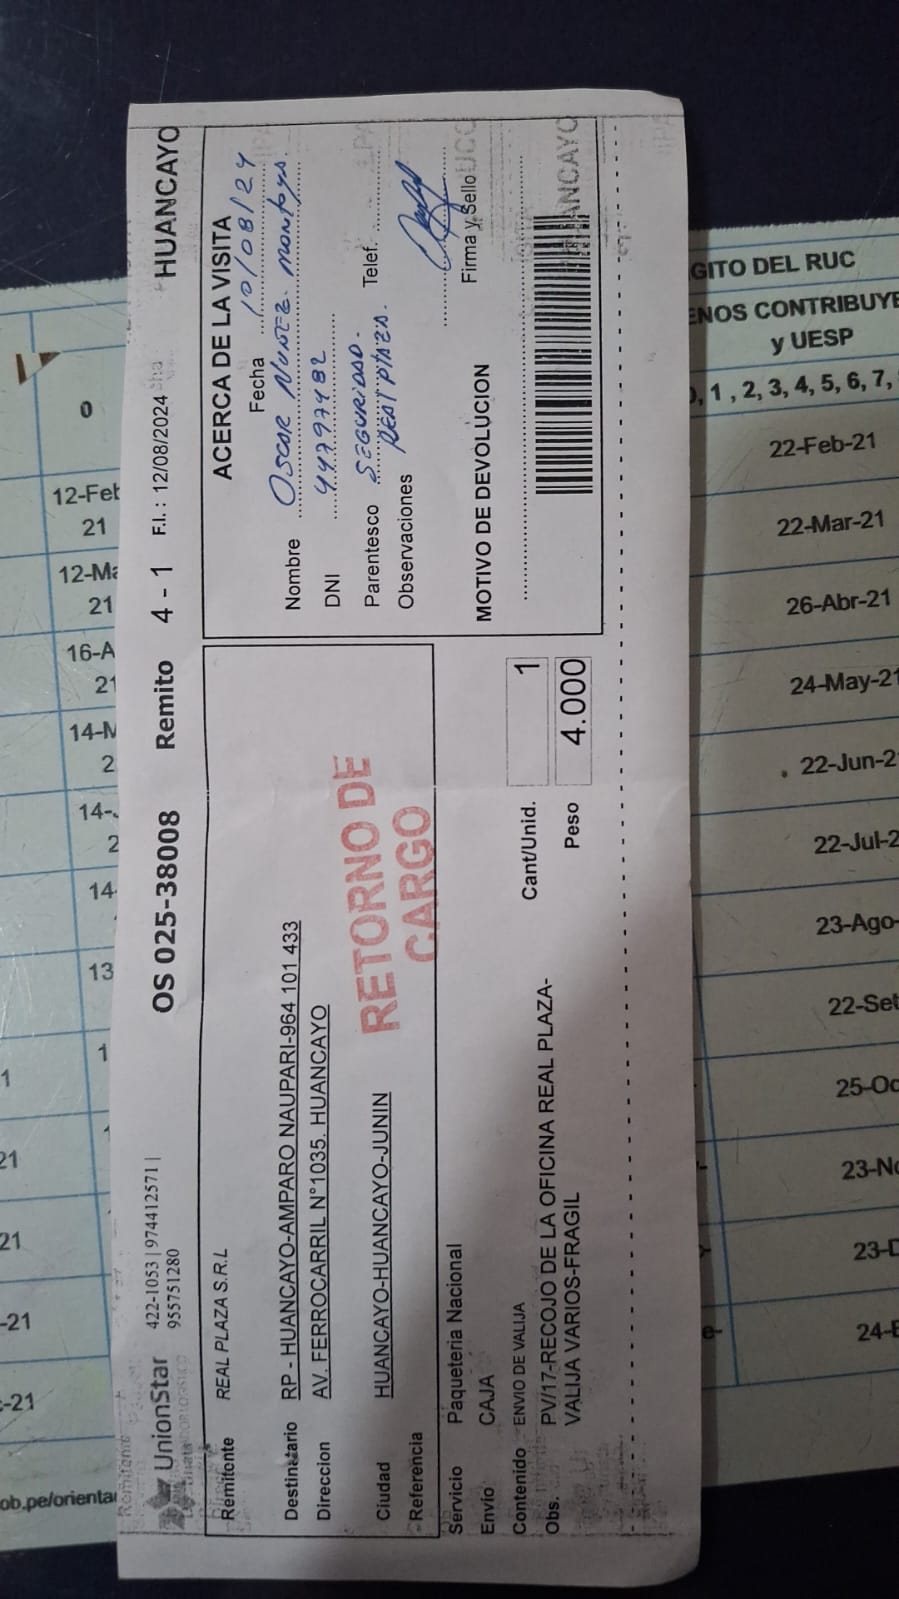 UnionStar
422-1053 | 974412571 |
955751280
OS 025-38008 Remito 4 - 1 F.I. : 12/08/2024 HUANCAYO
Remitente REAL PLAZA S.R.L
Destinatario RP - HUANCAYO-AMPARO NAUPARI-964 101 433
Direccion AV. FERROCARRIL N°1035. HUANCAYO
Ciudad HUANCAYO-HUANCAYO-JUNIN
Referencia
RETORNO DE
CARGO
Servicio Paqueteria Nacional
Envio CAJA
Contenido ENVIO DE VALIJA
Obs. PV/17-RECOJO DE LA OFICINA REAL PLAZA-
VALIJA VARIOS-FRAGIL
Cant/Unid. 1
Peso 4.000
ACERCA DE LA VISITA
Fecha 10/08/24
Nombre Oscar Nuñez Montoya.
DNI 44797482
Parentesco SEGURIDAD. Telef.
Observaciones REAL PLAZA.
Firma y Sello
MOTIVO DE DEVOLUCION
NCAYO
0
12-Feb
21
12-Ma
21
16-A
21
14-M
2
14-J
2
14-
13
1
1
21
21
-21
-21
ob.pe/orienta
GITO DEL RUC
ENOS CONTRIBUYE
y UESP
0, 1 , 2, 3, 4, 5, 6, 7,
22-Feb-21
22-Mar-21
26-Abr-21
24-May-21
22-Jun-2
22-Jul-2
23-Ago-
22-Set
25-Oc
23-No
23-D
24-E